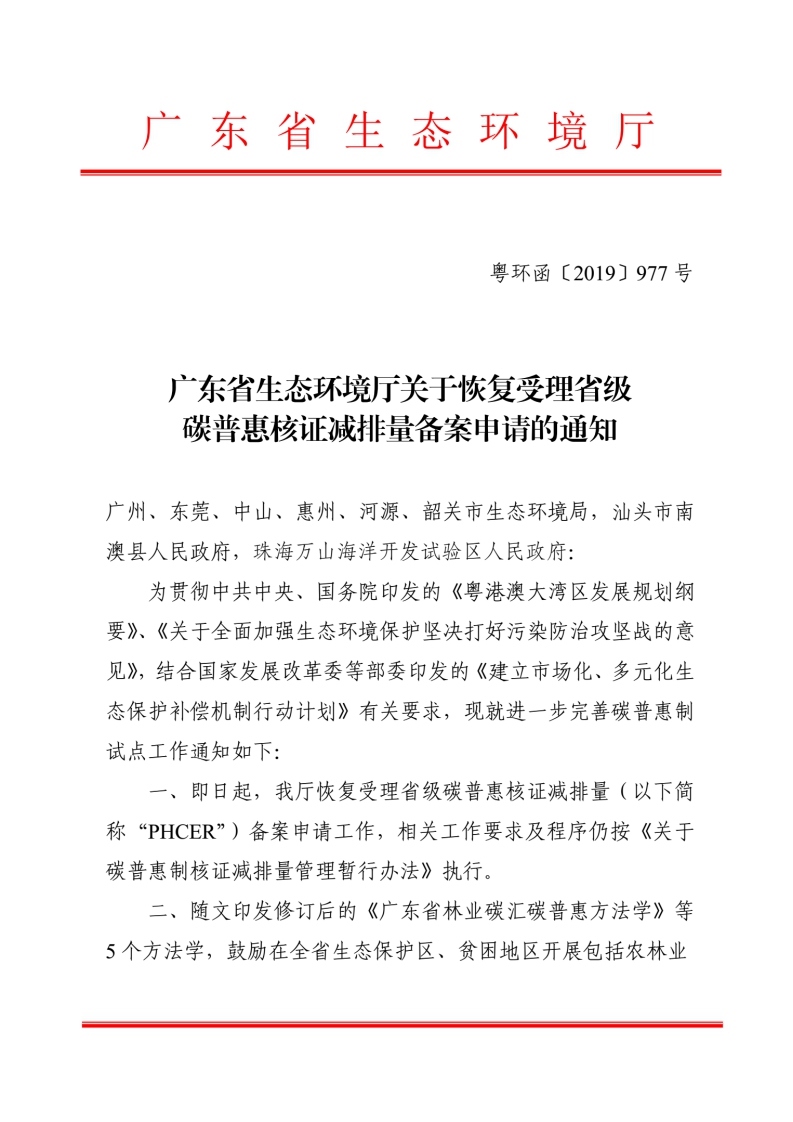 广东省生态环境厅
粤环函〔2019〕977 号
广东省生态环境厅关于恢复受理省级
碳普惠核证减排量备案申请的通知
广州、东莞、中山、惠州、河源、韶关市生态环境局，汕头市南
澳县人民政府，珠海万山海洋开发试验区人民政府：
为贯彻中共中央、国务院印发的《粤港澳大湾区发展规划纲
要》、《关于全面加强生态环境保护坚决打好污染防治攻坚战的意
见》，结合国家发展改革委等部委印发的《建立市场化、多元化生
态保护补偿机制行动计划》有关要求，现就进一步完善碳普惠制
试点工作通知如下：
一、即日起，我厅恢复受理省级碳普惠核证减排量（以下简
称“PHCER”）备案申请工作，相关工作要求及程序仍按《关于
碳普惠制核证减排量管理暂行办法》执行。
二、随文印发修订后的《广东省林业碳汇碳普惠方法学》等
5 个方法学，鼓励在全省生态保护区、贫困地区开展包括农林业